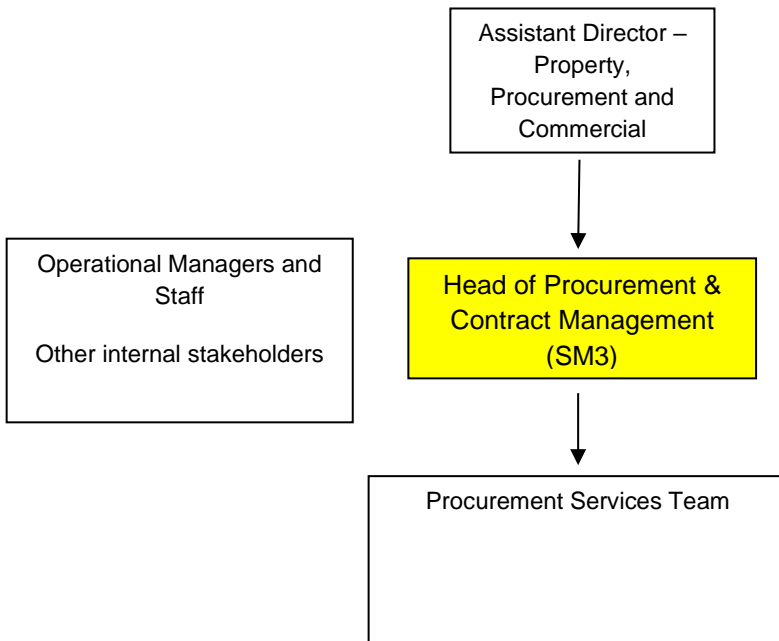 Assistant Director –
Property,
Procurement and
Commercial
Operational Managers and
Staff
Other internal stakeholders
Head of Procurement &
Contract Management
(SM3)
Procurement Services Team